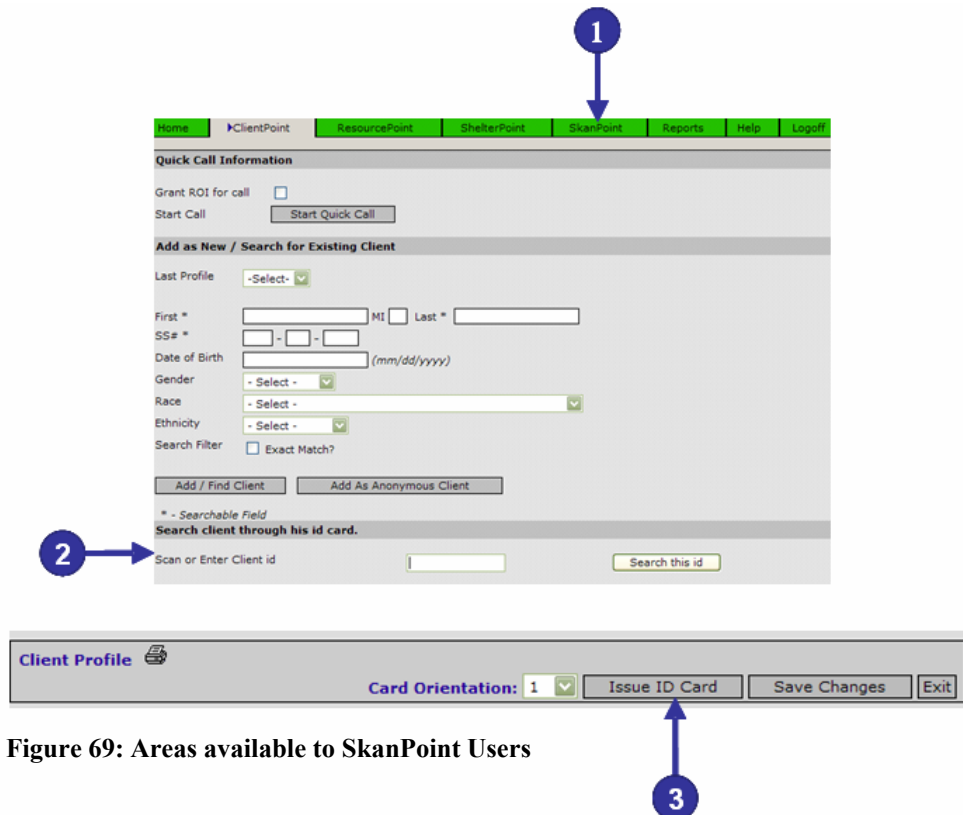 1
Home ClientPoint ResourcePoint ShelterPoint SkanPoint Reports Help Logoff
Quick Call Information
Grant ROI for call
Start Call Start Quick Call
Add as New / Search for Existing Client
Last Profile -Select-
First * MI Last *
SS# * - -
Date of Birth (mm/dd/yyyy)
Gender - Select -
Race - Select -
Ethnicity - Select -
Search Filter Exact Match?
Add / Find Client Add As Anonymous Client
* - Searchable Field
Search client through his id card.
2
Scan or Enter Client id Search this id
Client Profile
Card Orientation: 1 Issue ID Card Save Changes Exit
Figure 69: Areas available to SkanPoint Users
3